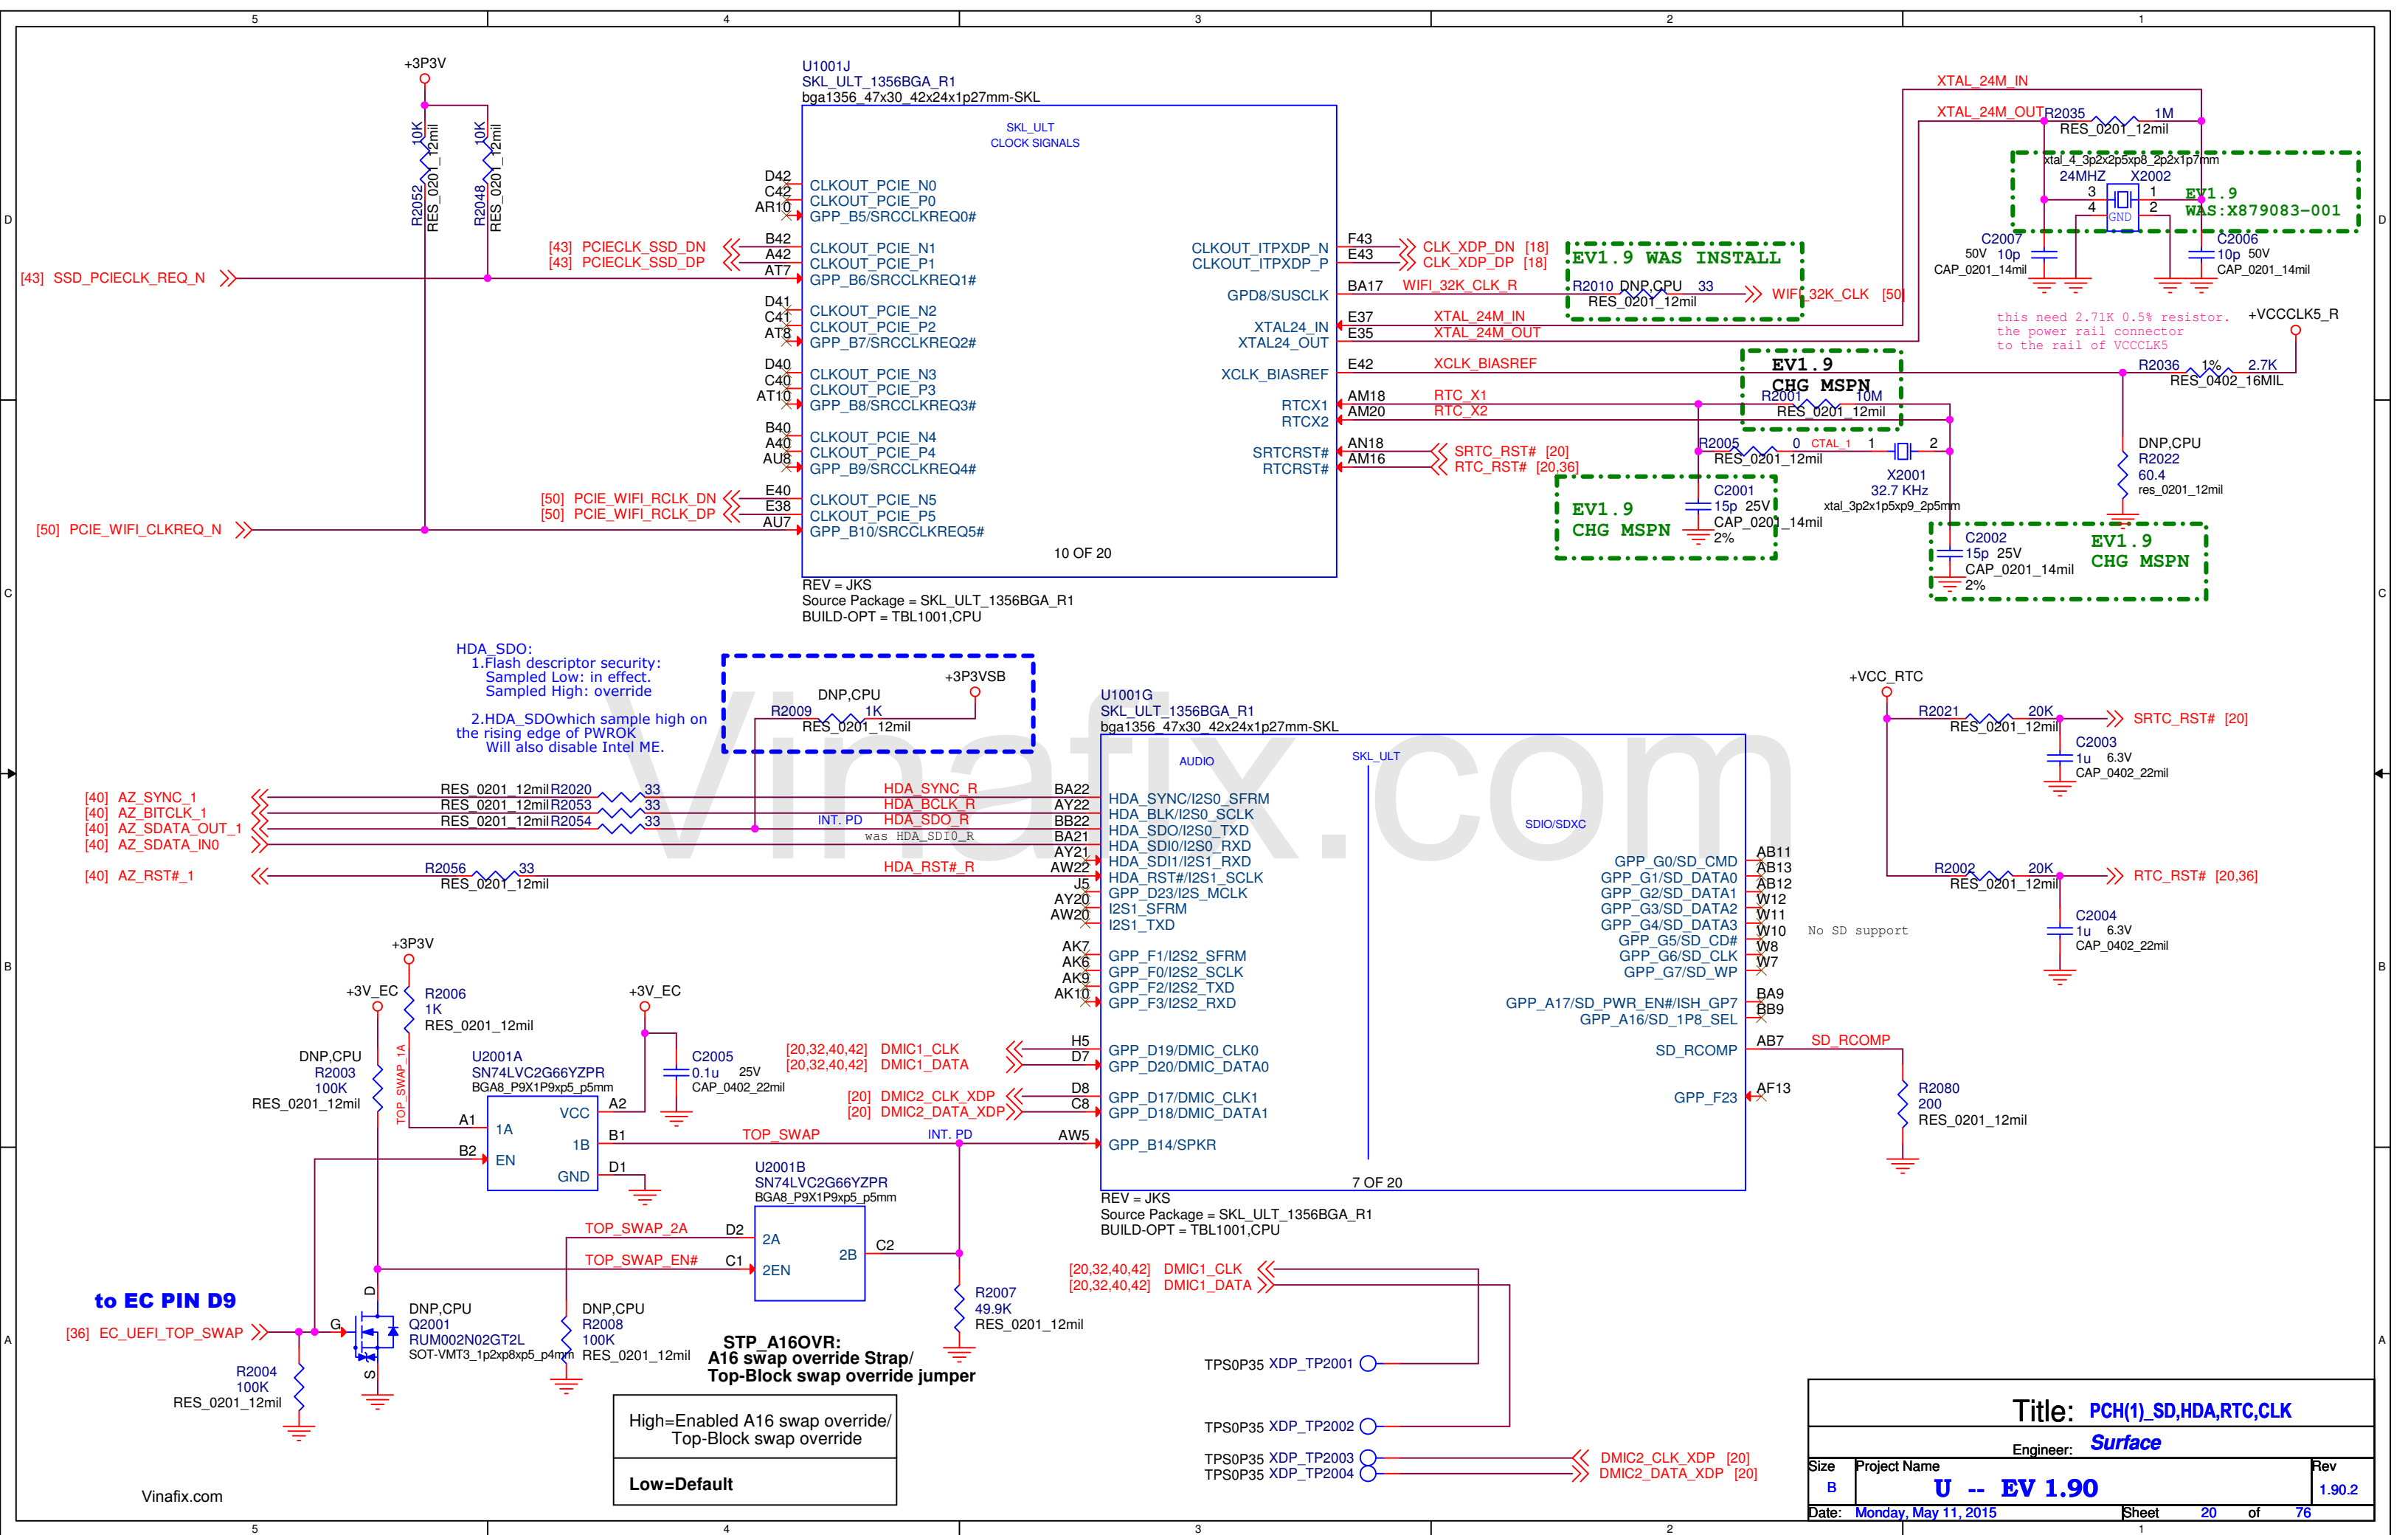 5 4 3 2 1
+3P3V
10K
RES_0201_12mil
R2052
10K
RES_0201_12mil
R2048
[43] SSD_PCIECLK_REQ_N
[50] PCIE_WIFI_CLKREQ_N
U1001J
SKL_ULT_1356BGA_R1
bga1356_47x30_42x24x1p27mm-SKL
SKL_ULT
CLOCK SIGNALS
D42 CLKOUT_PCIE_N0
C42 CLKOUT_PCIE_P0
AR10 GPP_B5/SRCCLKREQ0#
[43] PCIECLK_SSD_DN B42 CLKOUT_PCIE_N1
[43] PCIECLK_SSD_DP A42 CLKOUT_PCIE_P1
AT7 GPP_B6/SRCCLKREQ1#
D41 CLKOUT_PCIE_N2
C41 CLKOUT_PCIE_P2
AT8 GPP_B7/SRCCLKREQ2#
D40 CLKOUT_PCIE_N3
C40 CLKOUT_PCIE_P3
AT10 GPP_B8/SRCCLKREQ3#
B40 CLKOUT_PCIE_N4
A40 CLKOUT_PCIE_P4
AU8 GPP_B9/SRCCLKREQ4#
[50] PCIE_WIFI_RCLK_DN E40 CLKOUT_PCIE_N5
[50] PCIE_WIFI_RCLK_DP E38 CLKOUT_PCIE_P5
AU7 GPP_B10/SRCCLKREQ5#
10 OF 20
REV = JKS
Source Package = SKL_ULT_1356BGA_R1
BUILD-OPT = TBL1001,CPU
CLKOUT_ITPXDP_N F43 CLK_XDP_DN [18]
CLKOUT_ITPXDP_P E43 CLK_XDP_DP [18]
GPD8/SUSCLK BA17 WIFI_32K_CLK_R
XTAL24_IN E37 XTAL_24M_IN
XTAL24_OUT E35 XTAL_24M_OUT
XCLK_BIASREF E42 XCLK_BIASREF
RTCX1 AM18 RTC_X1
RTCX2 AM20 RTC_X2
SRTCRST# AN18 SRTC_RST# [20]
RTCRST# AM16 RTC_RST# [20,36]
EV1.9 WAS INSTALL
R2010 DNP,CPU 33
RES_0201_12mil
WIFI_32K_CLK [50]
XTAL_24M_IN
XTAL_24M_OUT
R2035 1M
RES_0201_12mil
xtal_4_3p2x2p5xp8_2p2x1p7mm
24MHZ X2002
3 1
4 2
GND
EV1.9
WAS:X879083-001
C2007
50V 10p
CAP_0201_14mil
C2006
10p 50V
CAP_0201_14mil
this need 2.71K 0.5% resistor.
the power rail connector
to the rail of VCCCLK5
+VCCCLK5_R
R2036 1% 2.7K
RES_0402_16MIL
EV1.9
CHG MSPN
R2001 10M
RES_0201_12mil
R2005 0 CTAL_1 1 2
RES_0201_12mil
X2001
32.7 KHz
xtal_3p2x1p5xp9_2p5mm
DNP,CPU
R2022
60.4
res_0201_12mil
EV1.9
CHG MSPN
C2001
15p 25V
CAP_0201_14mil
2%
C2002
15p 25V
CAP_0201_14mil
2%
EV1.9
CHG MSPN
HDA_SDO:
1.Flash descriptor security:
Sampled Low: in effect.
Sampled High: override
2.HDA_SDOwhich sample high on
the rising edge of PWROK
Will also disable Intel ME.
DNP,CPU
+3P3VSB
R2009 1K
RES_0201_12mil
Vinafix.com
U1001G
SKL_ULT_1356BGA_R1
bga1356_47x30_42x24x1p27mm-SKL
AUDIO
SKL_ULT
SDIO/SDXC
[40] AZ_SYNC_1 RES_0201_12mil R2020 33 HDA_SYNC_R BA22 HDA_SYNC/I2S0_SFRM
[40] AZ_BITCLK_1 RES_0201_12mil R2053 33 HDA_BCLK_R AY22 HDA_BLK/I2S0_SCLK
[40] AZ_SDATA_OUT_1 RES_0201_12mil R2054 33 INT. PD HDA_SDO_R BB22 HDA_SDO/I2S0_TXD
[40] AZ_SDATA_IN0 was HDA_SDI0_R BA21 HDA_SDI0/I2S0_RXD
AY21 HDA_SDI1/I2S1_RXD
[40] AZ_RST#_1 R2056 33 HDA_RST#_R AW22 HDA_RST#/I2S1_SCLK
RES_0201_12mil
J5 GPP_D23/I2S_MCLK
AY20 I2S1_SFRM
AW20 I2S1_TXD
AK7 GPP_F1/I2S2_SFRM
AK6 GPP_F0/I2S2_SCLK
AK9 GPP_F2/I2S2_TXD
AK10 GPP_F3/I2S2_RXD
[20,32,40,42] DMIC1_CLK H5 GPP_D19/DMIC_CLK0
[20,32,40,42] DMIC1_DATA D7 GPP_D20/DMIC_DATA0
[20] DMIC2_CLK_XDP D8 GPP_D17/DMIC_CLK1
[20] DMIC2_DATA_XDP C8 GPP_D18/DMIC_DATA1
TOP_SWAP INT. PD AW5 GPP_B14/SPKR
GPP_G0/SD_CMD AB11
GPP_G1/SD_DATA0 AB13
GPP_G2/SD_DATA1 AB12
GPP_G3/SD_DATA2 W12
GPP_G4/SD_DATA3 W11
GPP_G5/SD_CD# W10
GPP_G6/SD_CLK W8
GPP_G7/SD_WP W7
No SD support
GPP_A17/SD_PWR_EN#/ISH_GP7 BA9
GPP_A16/SD_1P8_SEL BB9
SD_RCOMP AB7 SD_RCOMP
GPP_F23 AF13
7 OF 20
REV = JKS
Source Package = SKL_ULT_1356BGA_R1
BUILD-OPT = TBL1001,CPU
R2080
200
RES_0201_12mil
+VCC_RTC
R2021 20K SRTC_RST# [20]
RES_0201_12mil
C2003
1u 6.3V
CAP_0402_22mil
R2002 20K RTC_RST# [20,36]
RES_0201_12mil
C2004
1u 6.3V
CAP_0402_22mil
+3P3V
+3V_EC
R2006
1K
RES_0201_12mil
+3V_EC
DNP,CPU
R2003
100K
RES_0201_12mil
TOP_SWAP_1A
U2001A
SN74LVC2G66YZPR
BGA8_P9X1P9xp5_p5mm
C2005
0.1u 25V
CAP_0402_22mil
A1 1A VCC A2
1B B1
B2 EN
GND D1
U2001B
SN74LVC2G66YZPR
BGA8_P9X1P9xp5_p5mm
TOP_SWAP_2A D2 2A
2B C2
TOP_SWAP_EN# C1 2EN
to EC PIN D9
[36] EC_UEFI_TOP_SWAP
G D S
DNP,CPU
Q2001
RUM002N02GT2L
SOT-VMT3_1p2xp8xp5_p4mm
R2004
100K
RES_0201_12mil
DNP,CPU
R2008
100K
RES_0201_12mil
R2007
49.9K
RES_0201_12mil
STP_A16OVR:
A16 swap override Strap/
Top-Block swap override jumper
High=Enabled A16 swap override/
Top-Block swap override
Low=Default
[20,32,40,42] DMIC1_CLK
[20,32,40,42] DMIC1_DATA
TPS0P35 XDP_TP2001
TPS0P35 XDP_TP2002
TPS0P35 XDP_TP2003 DMIC2_CLK_XDP [20]
TPS0P35 XDP_TP2004 DMIC2_DATA_XDP [20]
Vinafix.com
Title: PCH(1)_SD,HDA,RTC,CLK
Engineer: Surface
Size Project Name Rev
B U -- EV 1.90 1.90.2
Date: Monday, May 11, 2015 Sheet 20 of 76
D C B A
D C B A
5 4 3 2 1